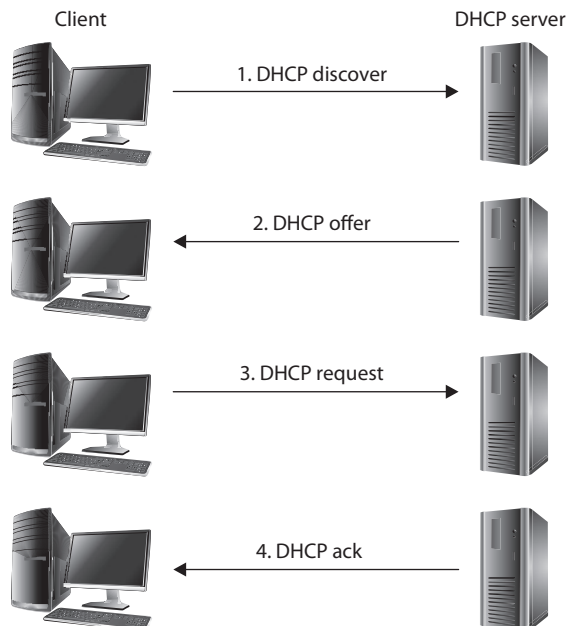 Client
DHCP server
1. DHCP discover
2. DHCP offer
3. DHCP request
4. DHCP ack